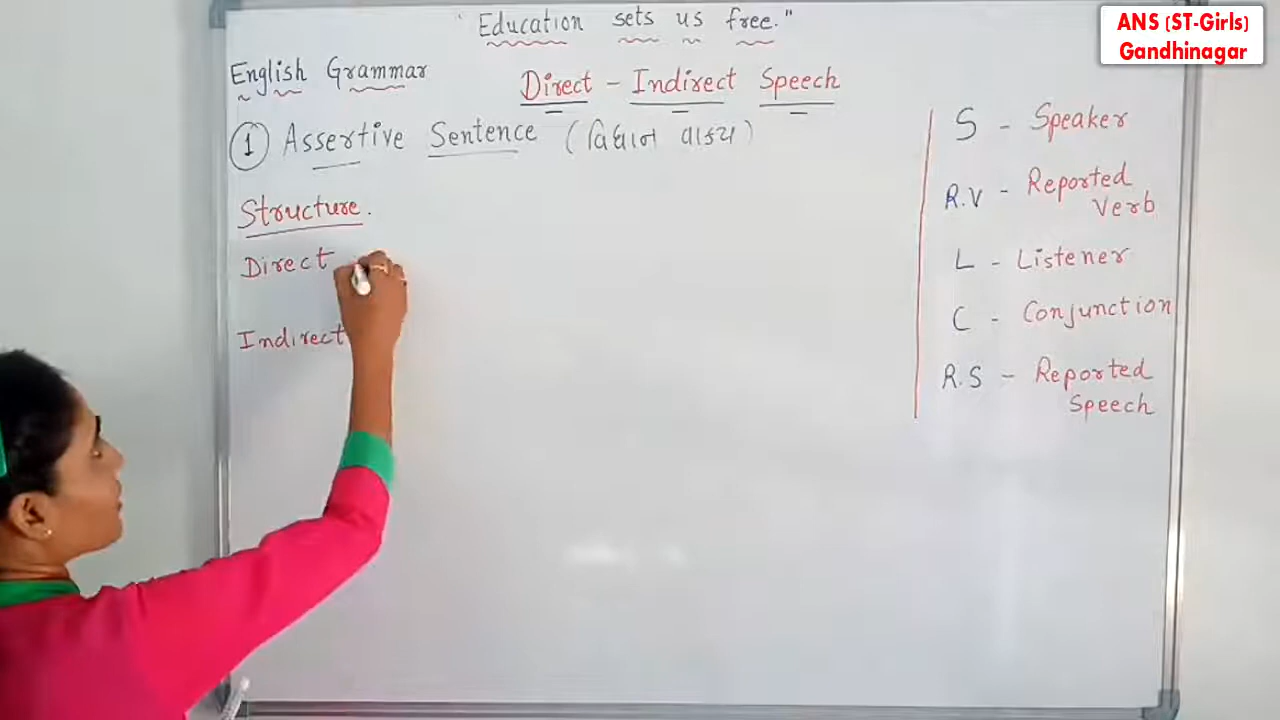 "Education sets us free."
ANS (ST-Girls)
Gandhinagar
English Grammar
Direct - Indirect Speech
① Assertive Sentence (વિધાન વાક્ય)
Structure.
Direct
Indirect
S - Speaker
R.V - Reported
Verb
L - Listener
C - Conjunction
R.S - Reported
Speech